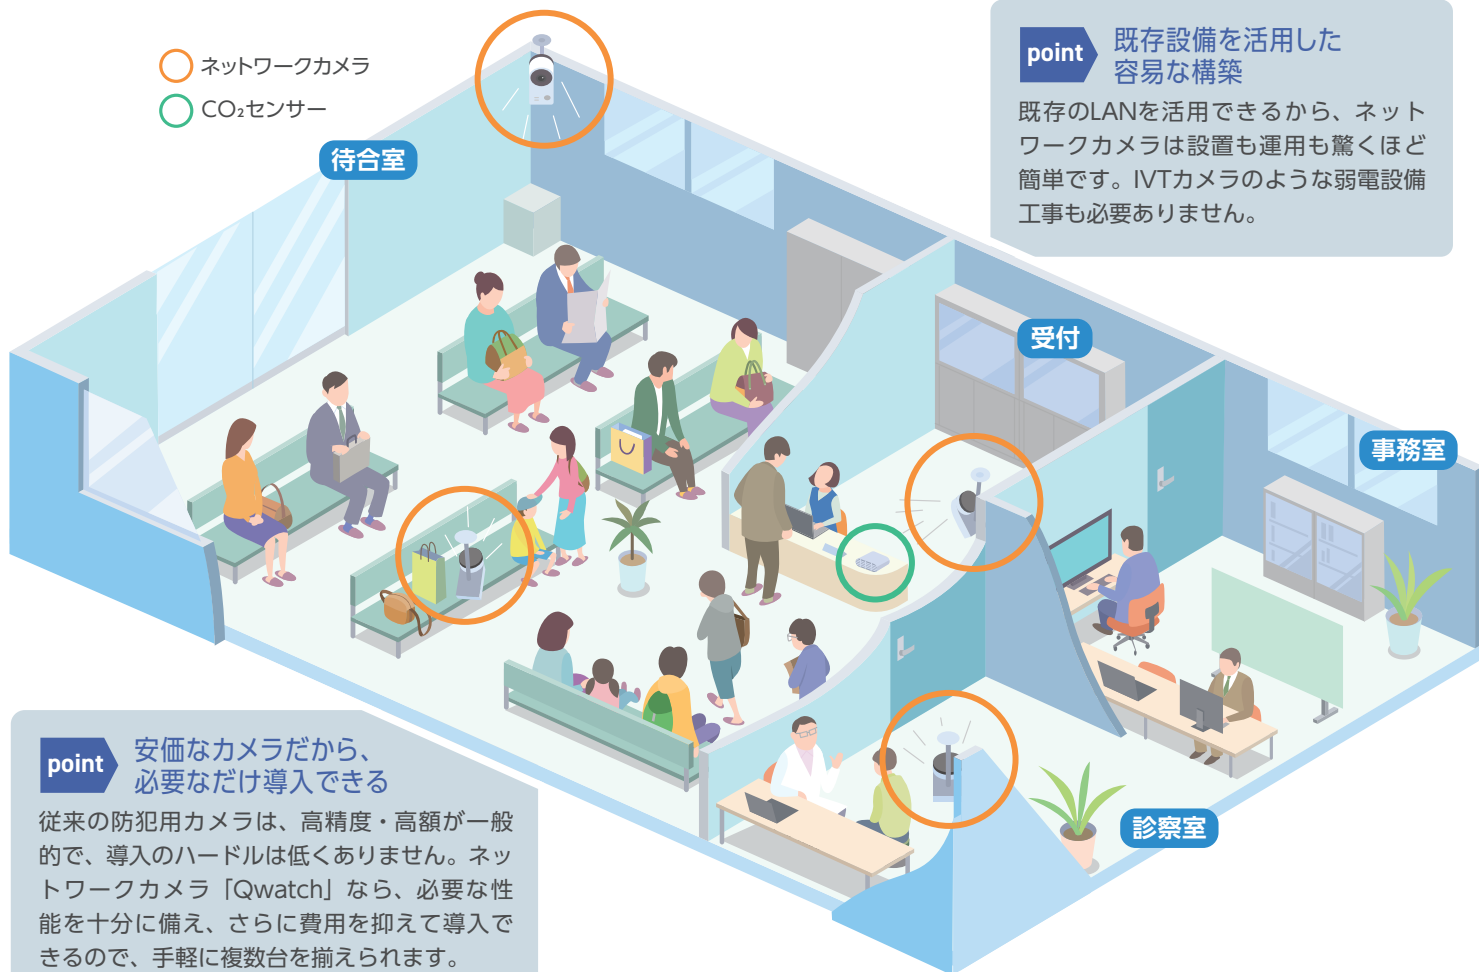 ネットワークカメラ
CO₂センサー
待合室
point
既存設備を活用した
容易な構築
既存のLANを活用できるから、ネット
ワークカメラは設置も運用も驚くほど
簡単です。IVTカメラのような弱電設備
工事も必要ありません。
受付
事務室
診察室
point
安価なカメラだから、
必要なだけ導入できる
従来の防犯用カメラは、高精度・高額が一般
的で、導入のハードルは低くありません。ネッ
トワークカメラ「Qwatch」なら、必要な性
能を十分に備え、さらに費用を抑えて導入で
きるので、手軽に複数台を揃えられます。